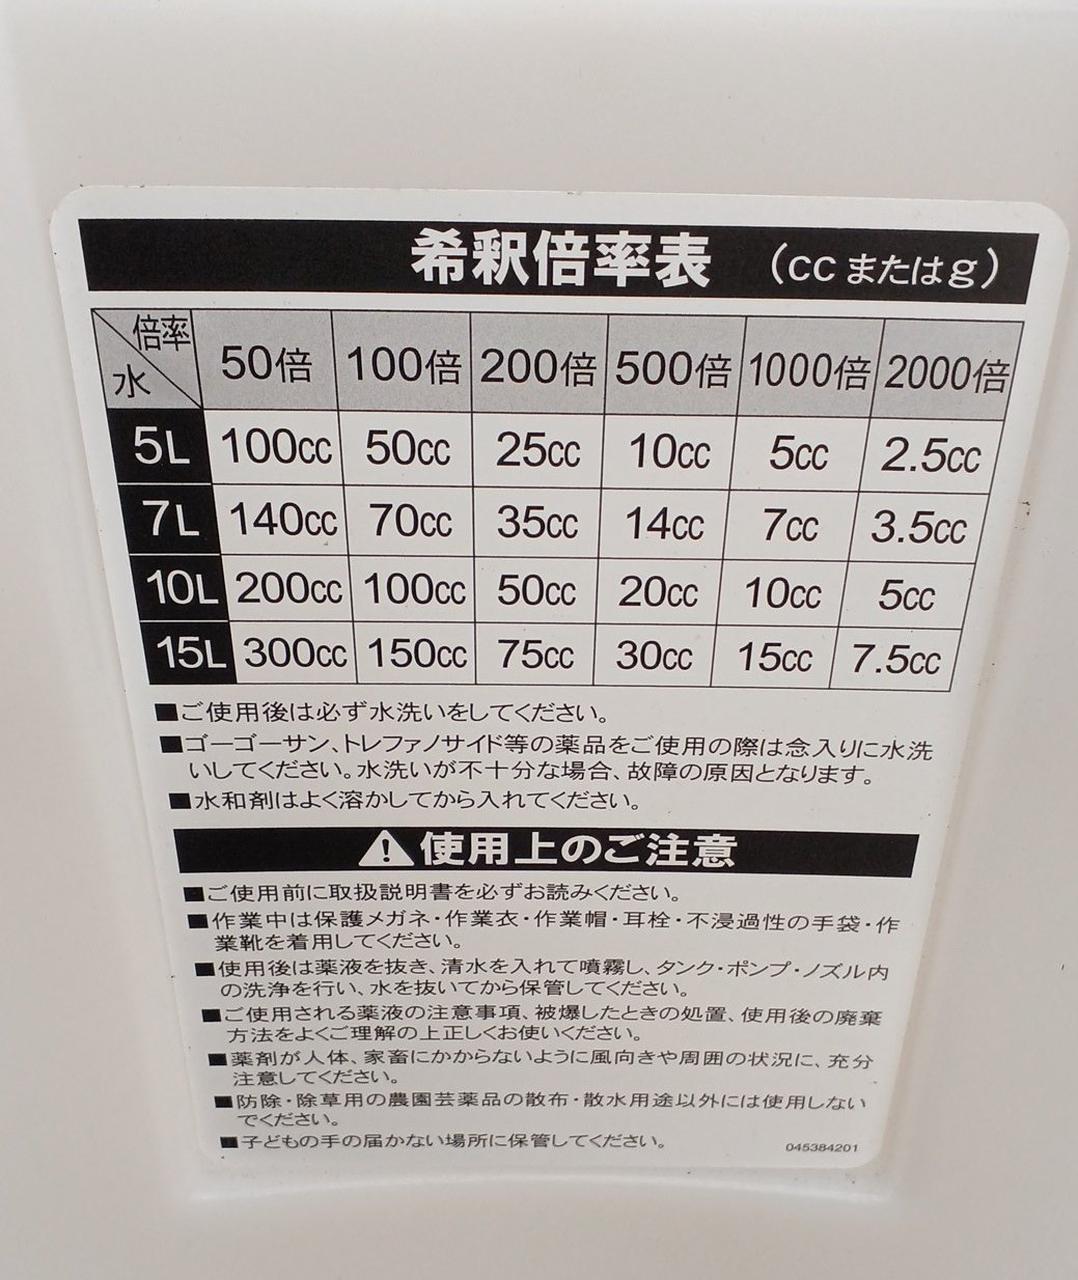 希釈倍率表 (ccまたはg)
倍率 50倍 100倍 200倍 500倍 1000倍 2000倍
水
5L 100cc 50cc 25cc 10cc 5cc 2.5cc
7L 140cc 70cc 35cc 14cc 7cc 3.5cc
10L 200cc 100cc 50cc 20cc 10cc 5cc
15L 300cc 150cc 75cc 30cc 15cc 7.5cc
■ご使用後は必ず水洗いをしてください。
■ゴーゴーサン、トレファノサイド等の薬品をご使用の際は念入りに水洗
いしてください。水洗いが不十分な場合、故障の原因となります。
■水和剤はよく溶かしてから入れてください。
⚠使用上のご注意
■ご使用前に取扱説明書を必ずお読みください。
■作業中は保護メガネ・作業衣・作業帽・耳栓・不浸過性の手袋・作
業靴を着用してください。
■使用後は薬液を抜き、清水を入れて噴霧し、タンク・ポンプ・ノズル内
の洗浄を行い、水を抜いてから保管してください。
■ご使用される薬液の注意事項、被爆したときの処置、使用後の廃棄
方法をよくご理解の上正しくお使いください。
■薬剤が人体、家畜にかからないように風向きや周囲の状況に、充分
注意してください。
■防除・除草用の農園芸薬品の散布・散水用途以外には使用しない
でください。
■子どもの手の届かない場所に保管してください。
045384201